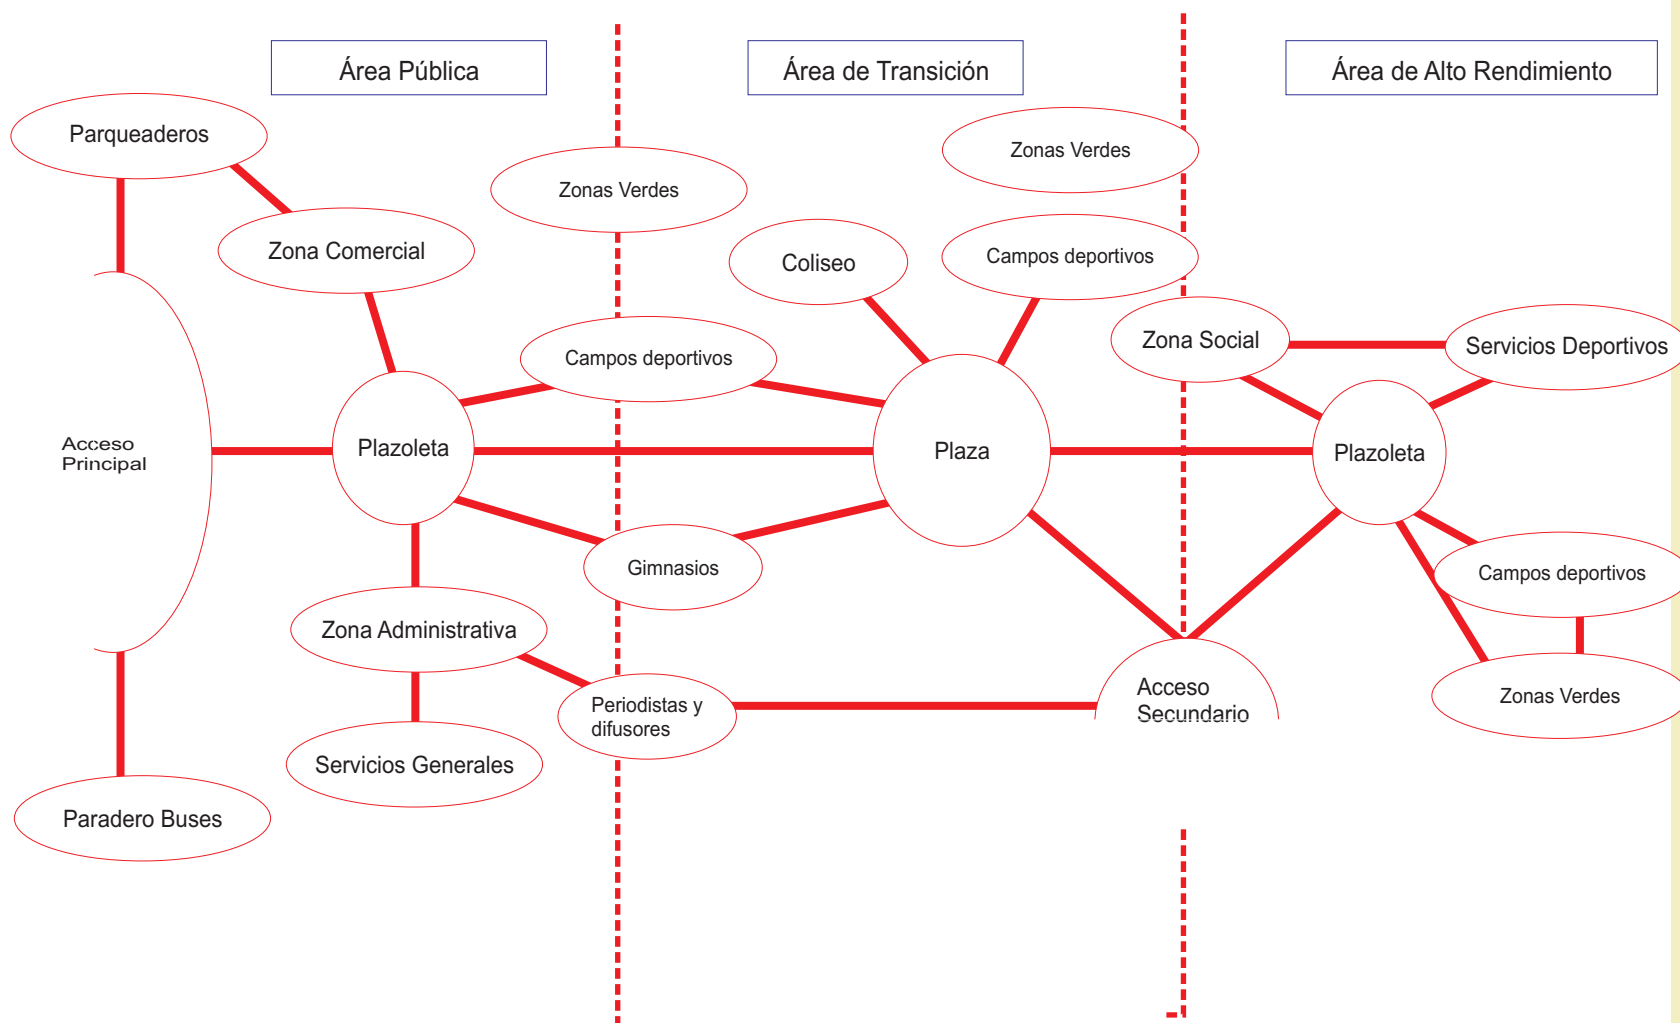 Área Pública
Área de Transición
Área de Alto Rendimiento
Parqueaderos
Zonas Verdes
Zonas Verdes
Zona Comercial
Coliseo
Campos deportivos
Campos deportivos
Zona Social
Servicios Deportivos
Acceso
Principal
Plazoleta
Plaza
Plazoleta
Gimnasios
Campos deportivos
Zona Administrativa
Periodistas y
difusores
Acceso
Secundario
Zonas Verdes
Servicios Generales
Paradero Buses